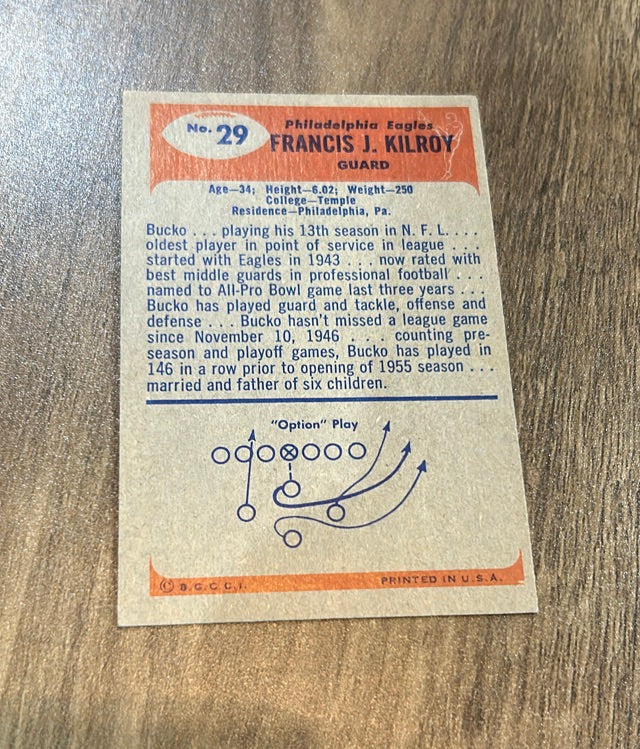 No. 29
Philadelphia Eagles
FRANCIS J. KILROY
GUARD
Age—34; Height—6.02; Weight—250
College—Temple
Residence—Philadelphia, Pa.
Bucko . . . playing his 13th season in N. F. L. . . .
oldest player in point of service in league . . .
started with Eagles in 1943 . . . now rated with
best middle guards in professional football . . .
named to All-Pro Bowl game last three years . . .
Bucko has played guard and tackle, offense and
defense . . . Bucko hasn't missed a league game
since November 10, 1946 . . . counting pre-
season and playoff games, Bucko has played in
146 in a row prior to opening of 1955 season . . .
married and father of six children.
"Option" Play
© B. G. C. C. I.
PRINTED IN U. S. A.